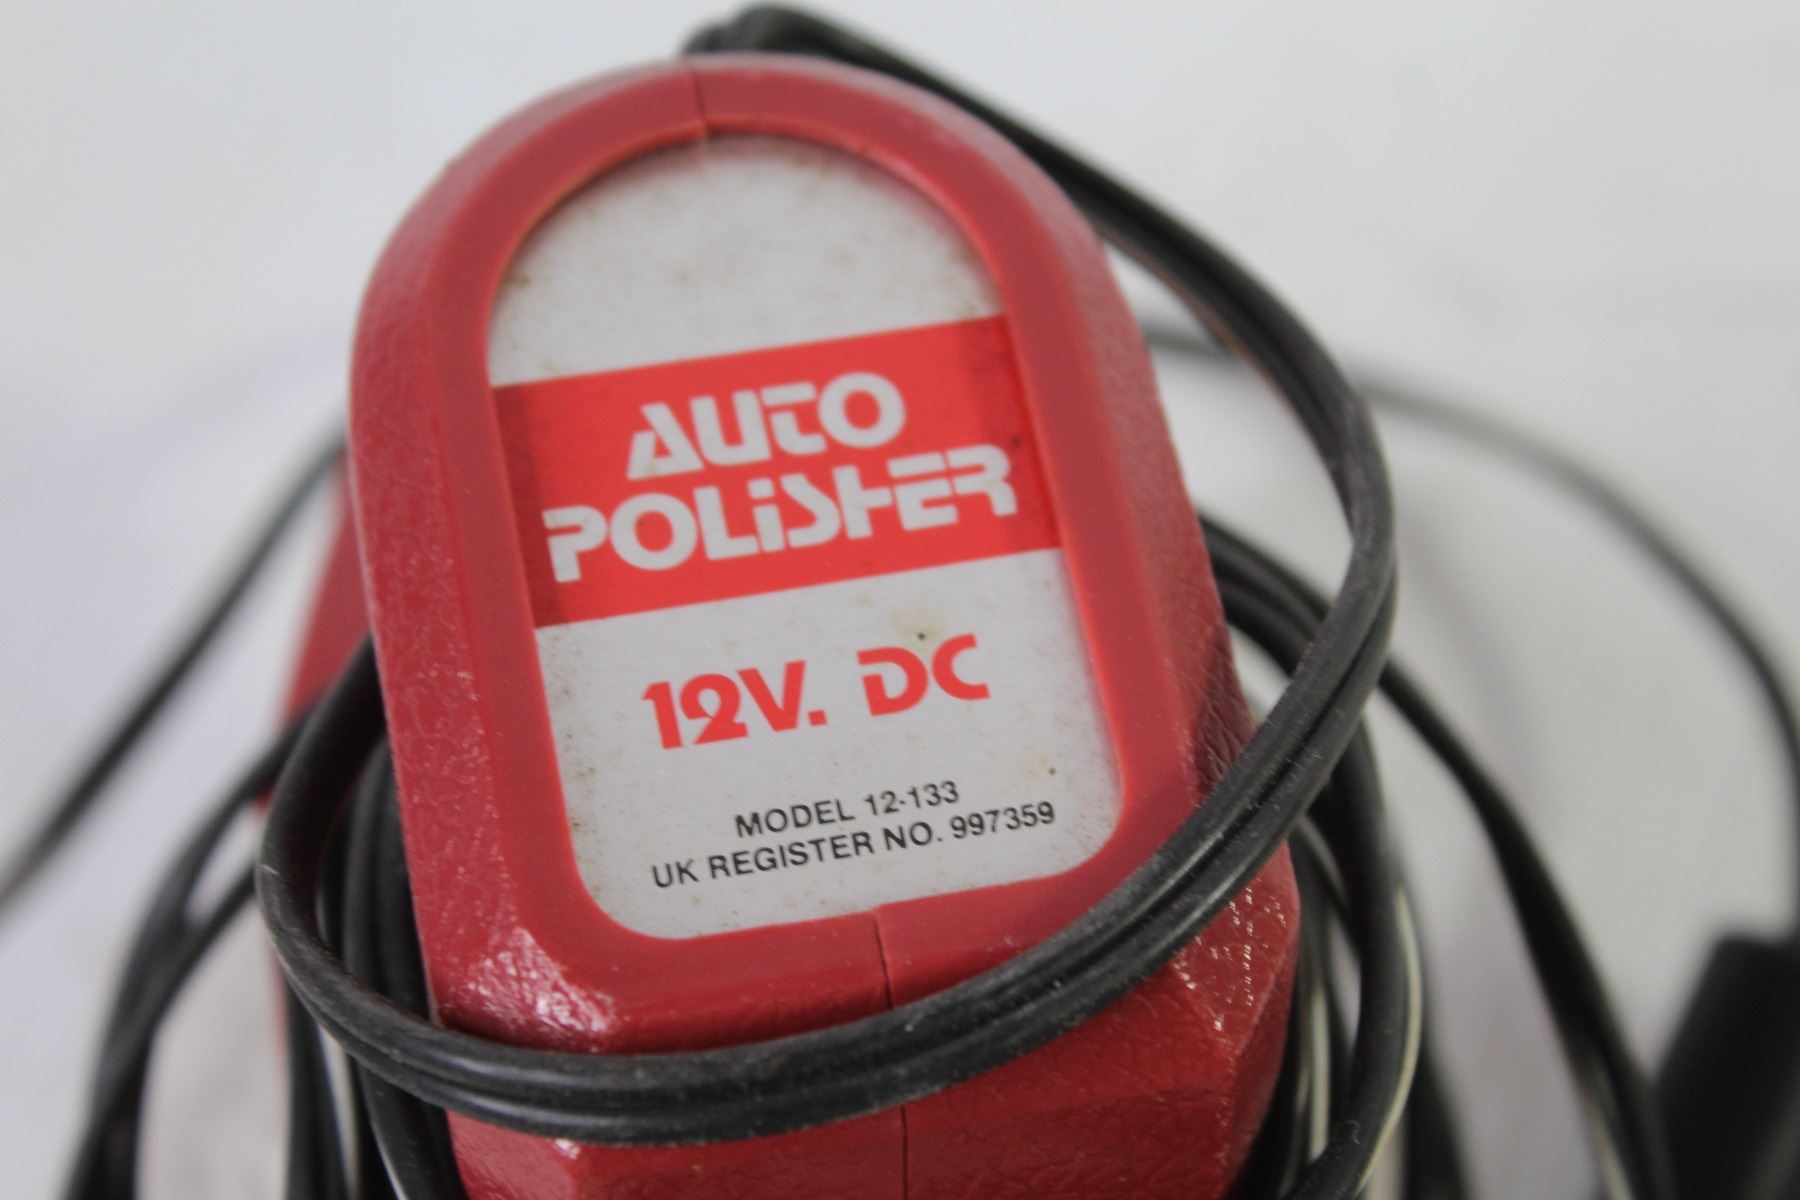 AUTO
POLiSHER
12V. DC
MODEL 12-133
UK REGISTER NO. 997359